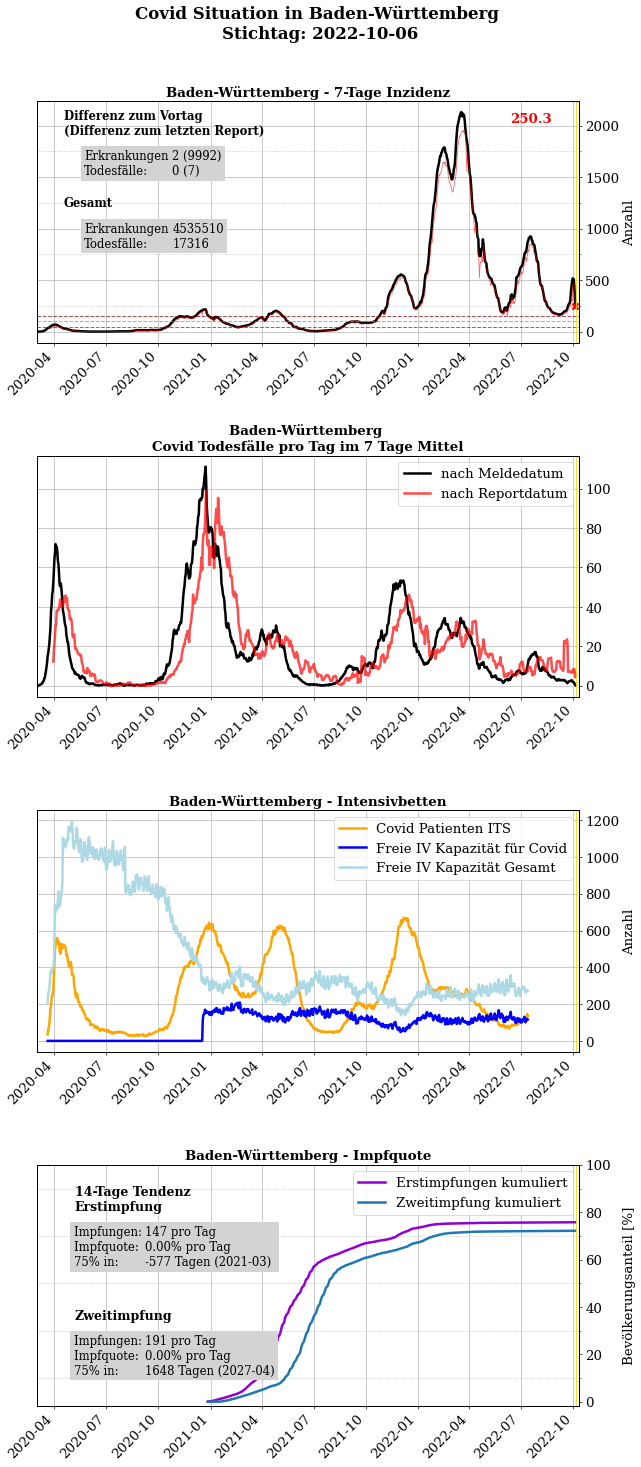 Covid Situation in Baden-Württemberg
Stichtag: 2022-10-06
Baden-Württemberg - 7-Tage Inzidenz
Differenz zum Vortag
(Differenz zum letzten Report)
Erkrankungen 2 (9992)
Todesfälle: 0 (7)
Gesamt
Erkrankungen 4535510
Todesfälle: 17316
250.3
2000
1500
1000
500
0
Anzahl
2020-04
2020-07
2020-10
2021-01
2021-04
2021-07
2021-10
2022-01
2022-04
2022-07
2022-10
Baden-Württemberg
Covid Todesfälle pro Tag im 7 Tage Mittel
nach Meldedatum
nach Reportdatum
100
80
60
40
20
0
2020-04
2020-07
2020-10
2021-01
2021-04
2021-07
2021-10
2022-01
2022-04
2022-07
2022-10
Baden-Württemberg - Intensivbetten
Covid Patienten ITS
Freie IV Kapazität für Covid
Freie IV Kapazität Gesamt
1200
1000
800
600
400
200
0
Anzahl
2020-04
2020-07
2020-10
2021-01
2021-04
2021-07
2021-10
2022-01
2022-04
2022-07
2022-10
Baden-Württemberg - Impfquote
14-Tage Tendenz
Erstimpfung
Impfungen: 147 pro Tag
Impfquote: 0.00% pro Tag
75% in: -577 Tagen (2021-03)
Zweitimpfung
Impfungen: 191 pro Tag
Impfquote: 0.00% pro Tag
75% in: 1648 Tagen (2027-04)
Erstimpfungen kumuliert
Zweitimpfung kumuliert
100
80
60
40
20
0
Bevölkerungsanteil [%]
2020-04
2020-07
2020-10
2021-01
2021-04
2021-07
2021-10
2022-01
2022-04
2022-07
2022-10